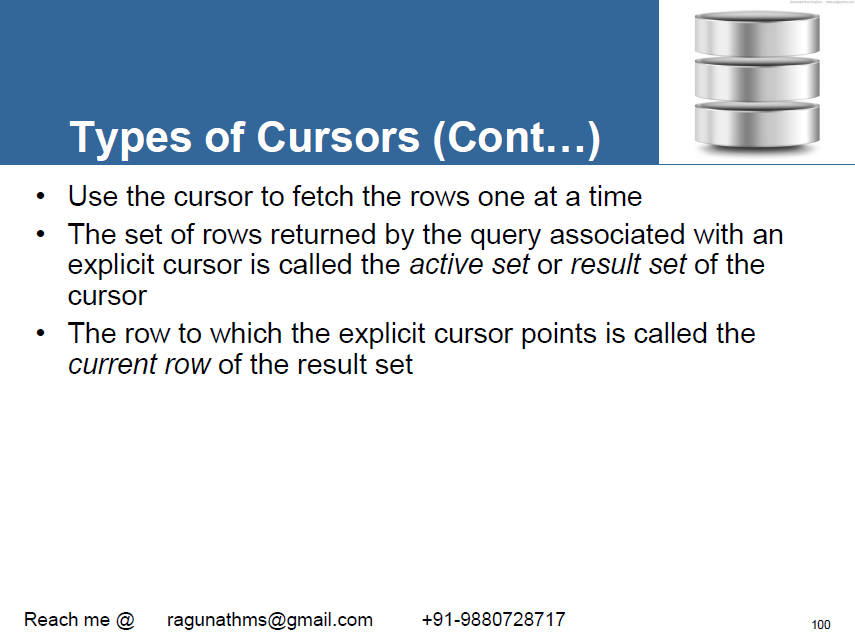 Types of Cursors (Cont…)
• Use the cursor to fetch the rows one at a time
• The set of rows returned by the query associated with an
explicit cursor is called the active set or result set of the
cursor
• The row to which the explicit cursor points is called the
current row of the result set
Reach me @ ragunathms@gmail.com +91-9880728717
100